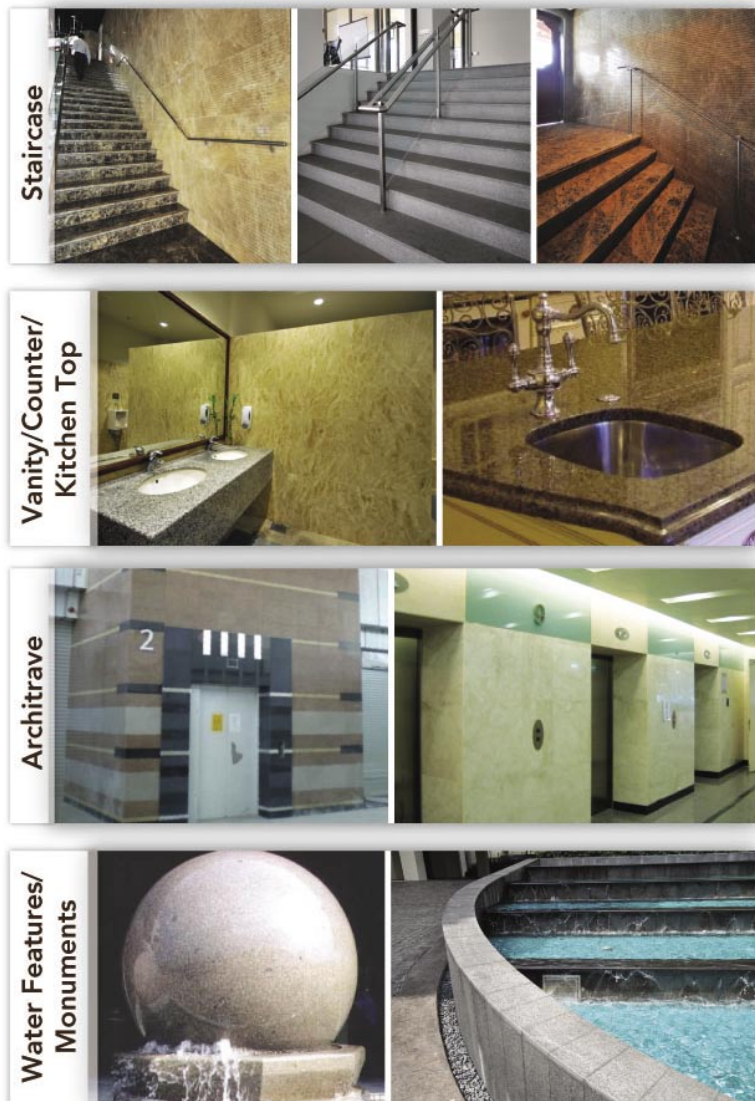 Staircase
Vanity/Counter/
Kitchen Top
Architrave
2
Water Features/
Monuments